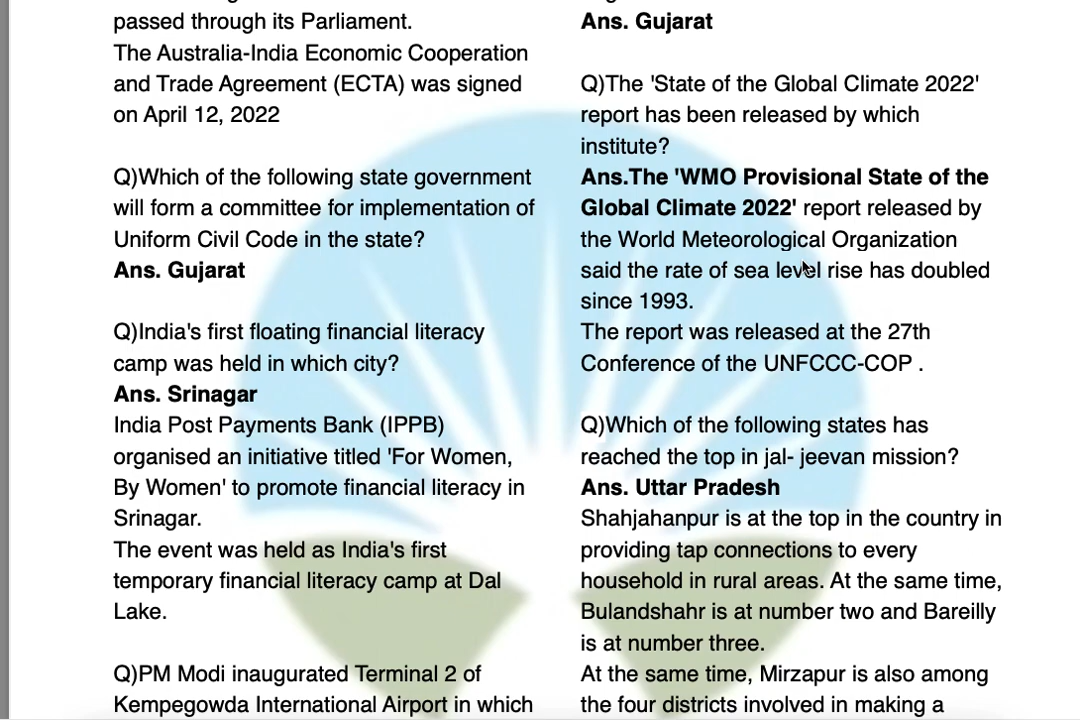 passed through its Parliament.
The Australia-India Economic Cooperation
and Trade Agreement (ECTA) was signed
on April 12, 2022
Q)Which of the following state government
will form a committee for implementation of
Uniform Civil Code in the state?
Ans. Gujarat
Q)India's first floating financial literacy
camp was held in which city?
Ans. Srinagar
India Post Payments Bank (IPPB)
organised an initiative titled 'For Women,
By Women' to promote financial literacy in
Srinagar.
The event was held as India's first
temporary financial literacy camp at Dal
Lake.
Q)PM Modi inaugurated Terminal 2 of
Kempegowda International Airport in which
Ans. Gujarat
Q)The 'State of the Global Climate 2022'
report has been released by which
institute?
Ans.The 'WMO Provisional State of the
Global Climate 2022' report released by
the World Meteorological Organization
said the rate of sea level rise has doubled
since 1993.
The report was released at the 27th
Conference of the UNFCCC-COP .
Q)Which of the following states has
reached the top in jal- jeevan mission?
Ans. Uttar Pradesh
Shahjahanpur is at the top in the country in
providing tap connections to every
household in rural areas. At the same time,
Bulandshahr is at number two and Bareilly
is at number three.
At the same time, Mirzapur is also among
the four districts involved in making a